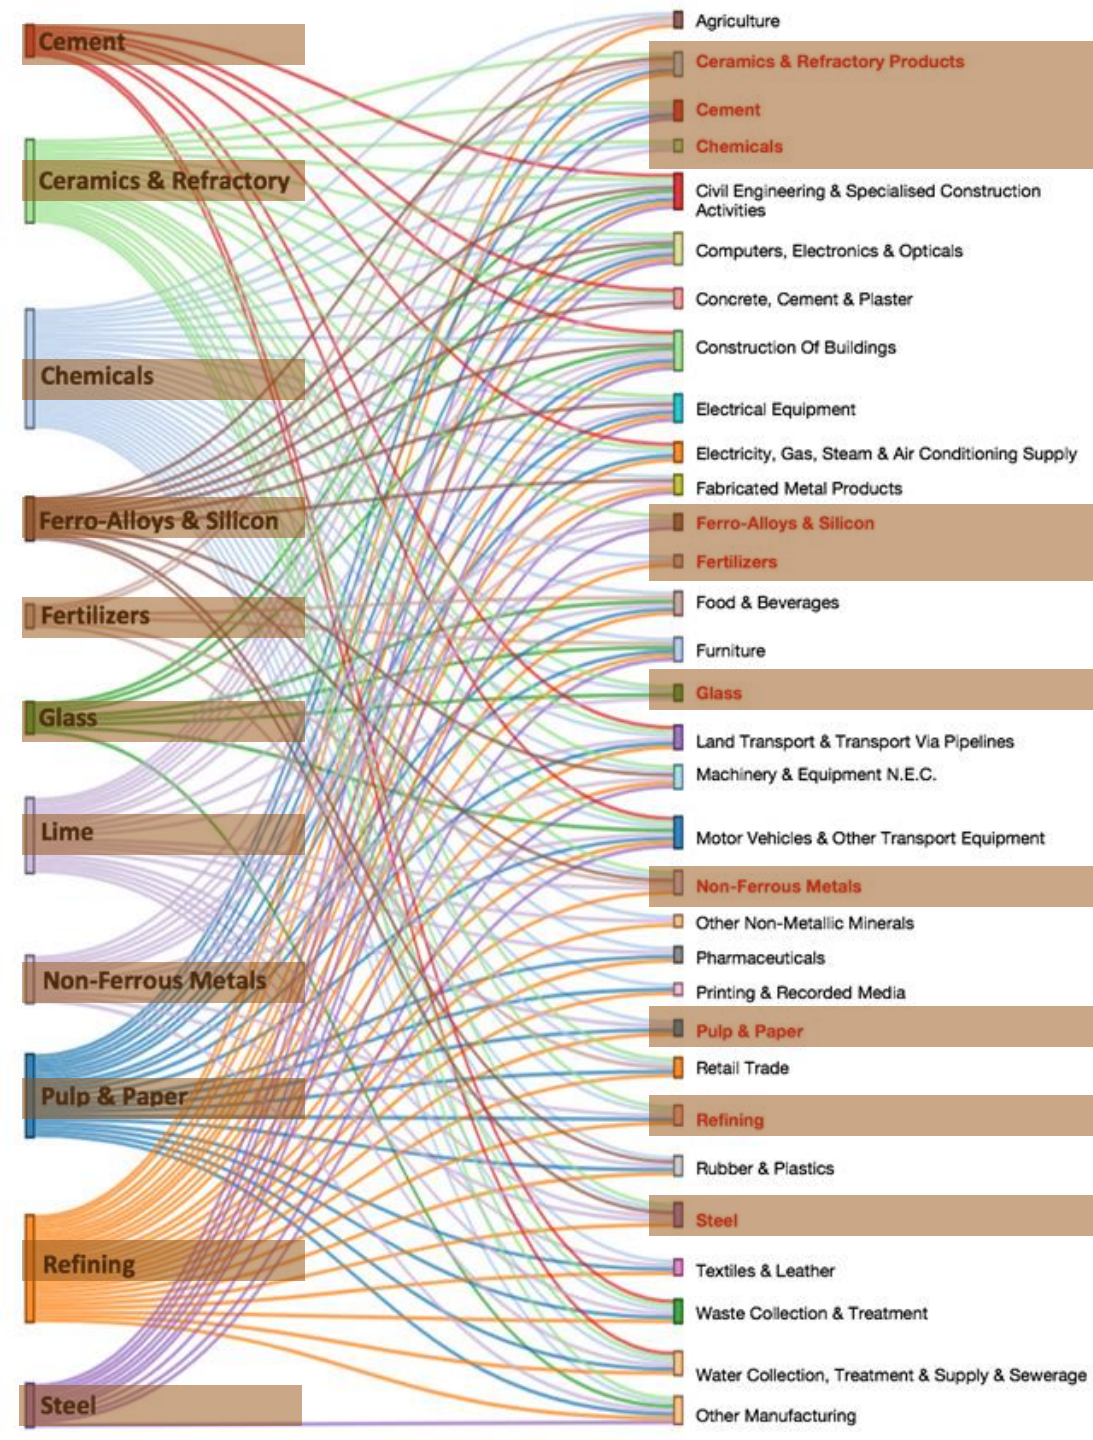 Cement
Ceramics & Refractory
Chemicals
Ferro-Alloys & Silicon
Fertilizers
Glass
Lime
Non-Ferrous Metals
Pulp & Paper
Refining
Steel
Agriculture
Ceramics & Refractory Products
Cement
Chemicals
Civil Engineering & Specialised Construction
Activities
Computers, Electronics & Opticals
Concrete, Cement & Plaster
Construction Of Buildings
Electrical Equipment
Electricity, Gas, Steam & Air Conditioning Supply
Fabricated Metal Products
Ferro-Alloys & Silicon
Fertilizers
Food & Beverages
Furniture
Glass
Land Transport & Transport Via Pipelines
Machinery & Equipment N.E.C.
Motor Vehicles & Other Transport Equipment
Non-Ferrous Metals
Other Non-Metallic Minerals
Pharmaceuticals
Printing & Recorded Media
Pulp & Paper
Retail Trade
Refining
Rubber & Plastics
Steel
Textiles & Leather
Waste Collection & Treatment
Water Collection, Treatment & Supply & Sewerage
Other Manufacturing